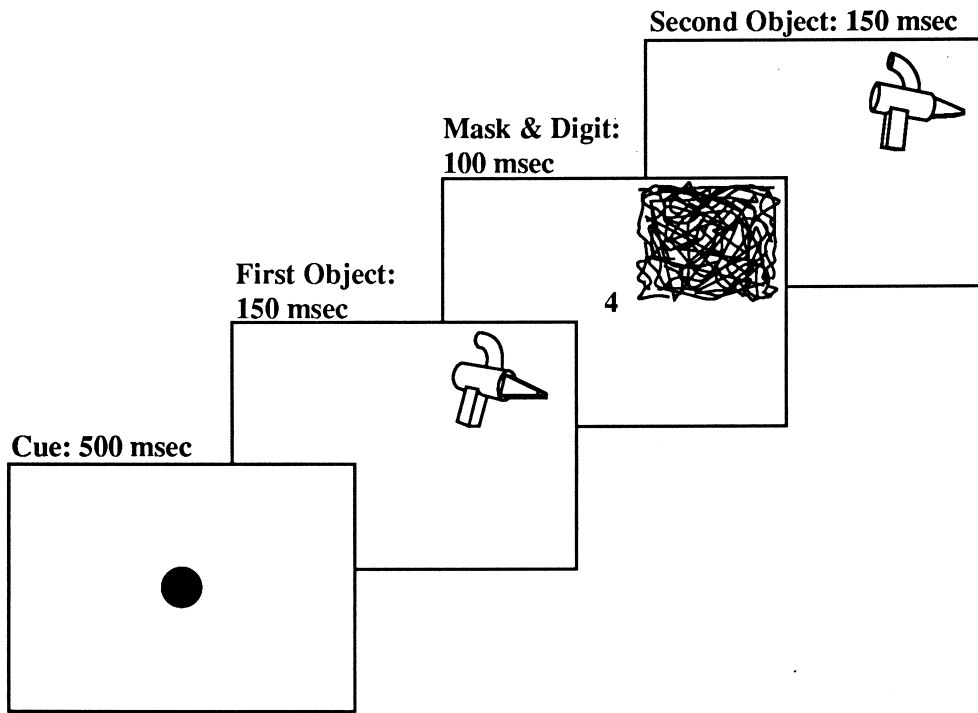 Second Object: 150 msec
Mask & Digit:
100 msec
4
First Object:
150 msec
Cue: 500 msec